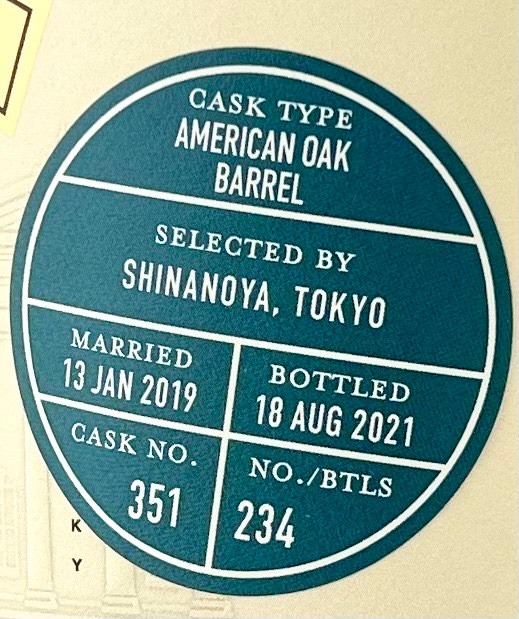 CASK TYPE
AMERICAN OAK
BARREL
SELECTED BY
SHINANOYA, TOKYO
MARRIED
13 JAN 2019
BOTTLED
18 AUG 2021
CASK NO.
351
NO./BTLS
234
K
Y